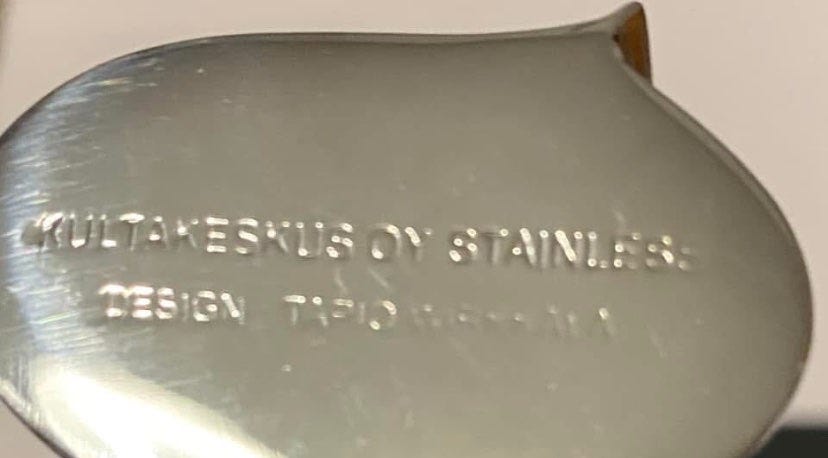 KULTAKESKUS OY STAINLESS
DESIGN TAPIO